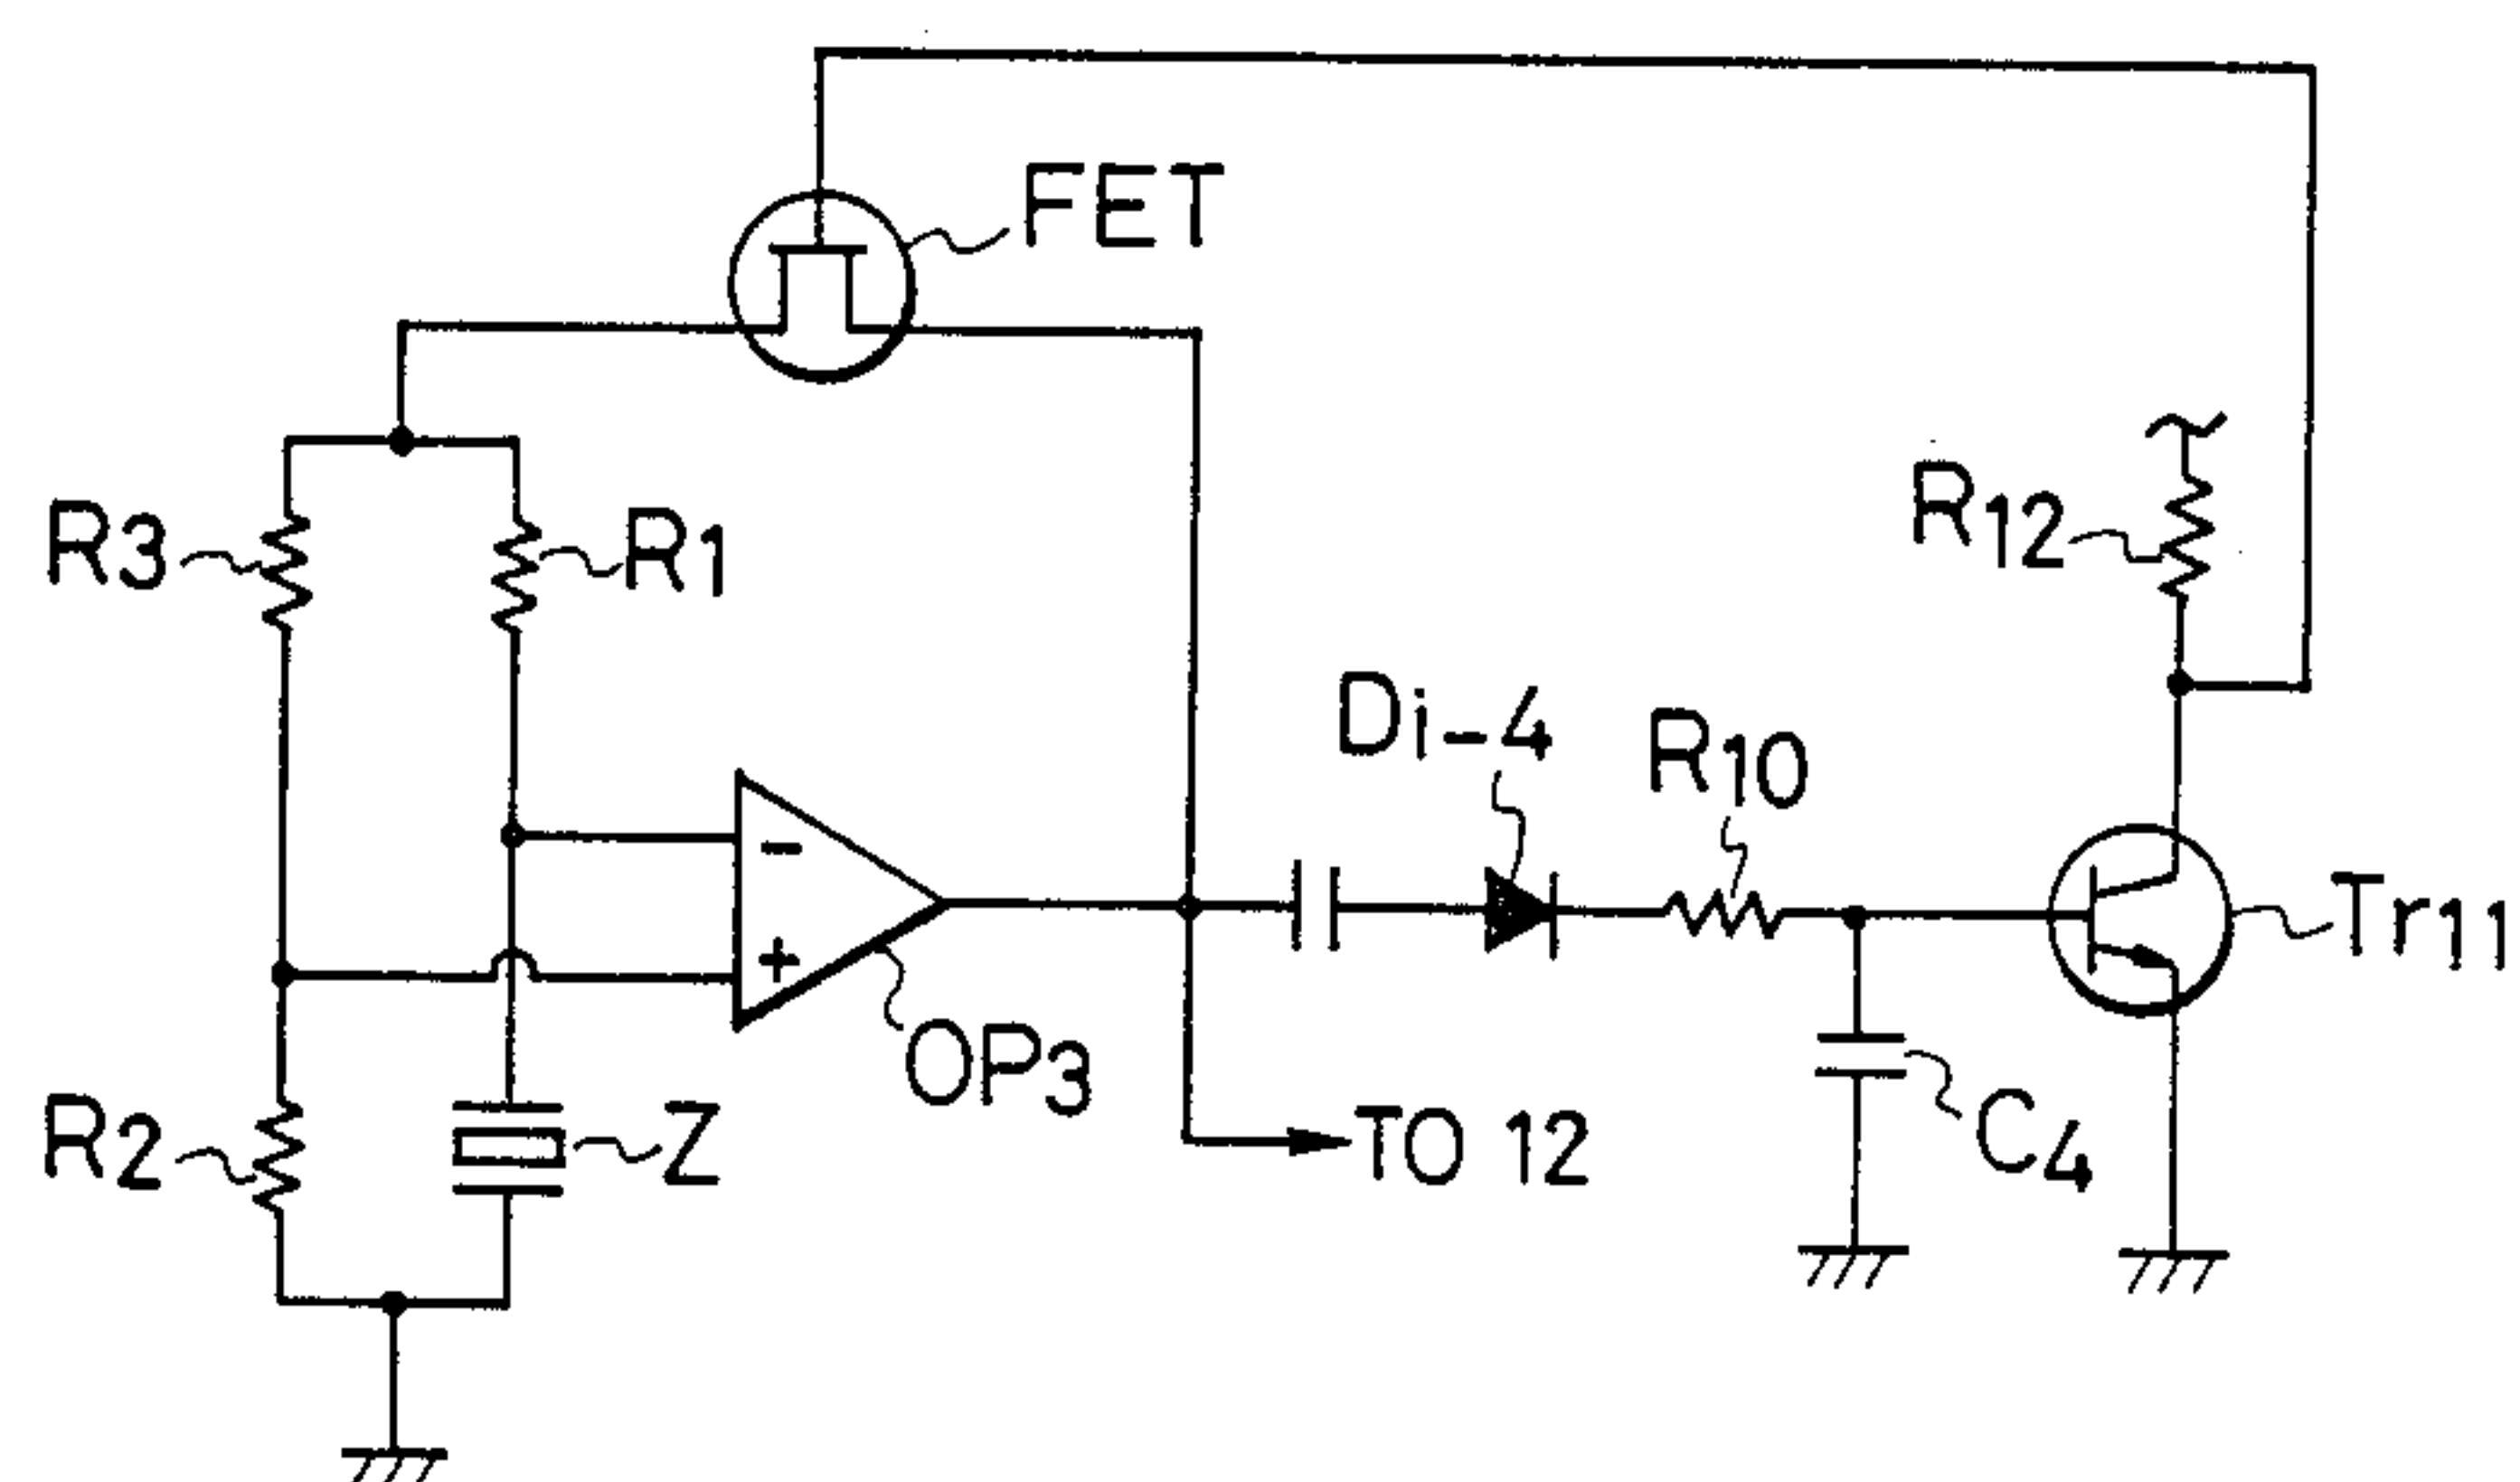 FET
R3
R1
R12
Di-4
R10
-
+
Tr11
OP3
R2
Z
TO 12
C4